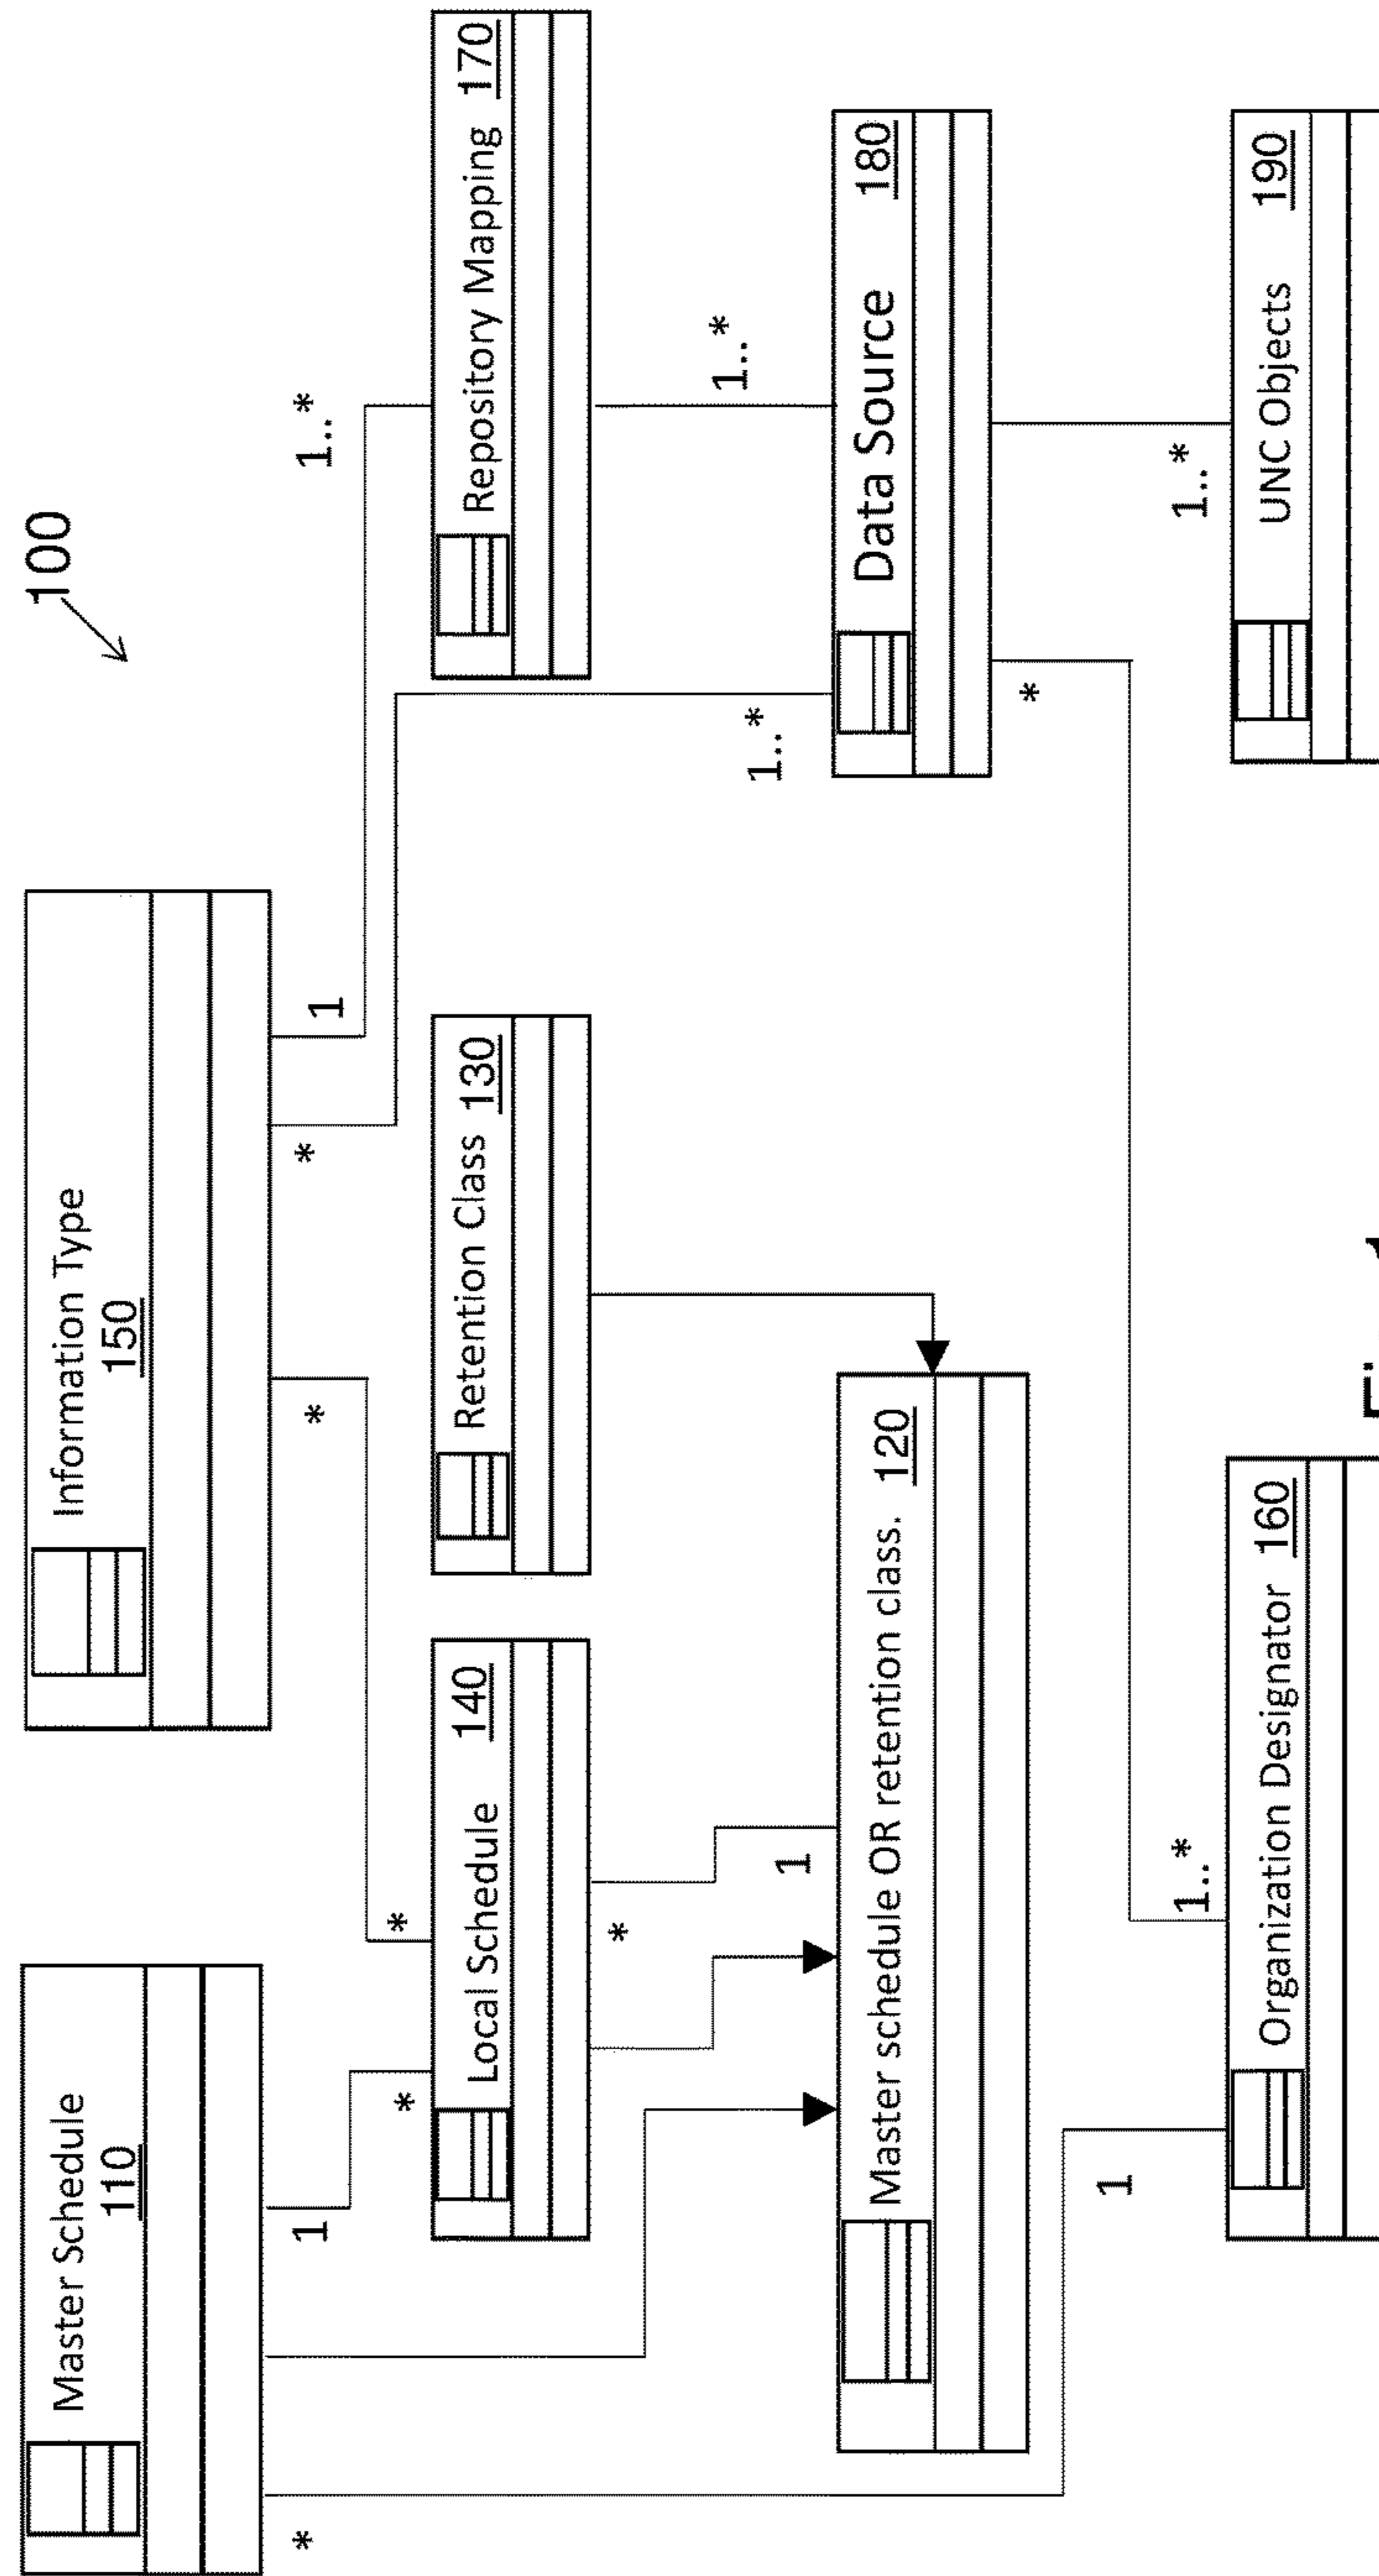 100
Master Schedule
110
Information Type
150
1
*
*
*
1
1..*
*
*
Local Schedule 140
Retention Class 130
Repository Mapping 170
*
1
1..*
1..*
Master schedule OR retention class. 120
Data Source 180
*
1
1..*
1..*
Organization Designator 160
UNC Objects 190